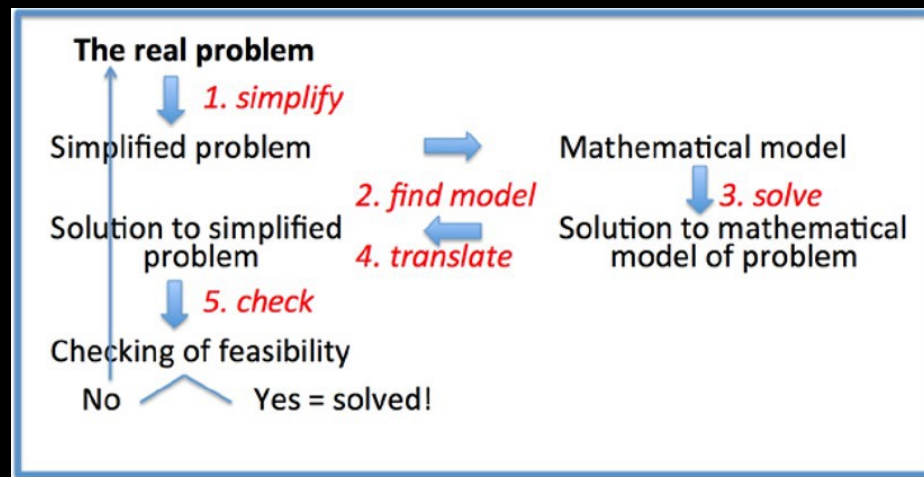 The real problem
1. simplify
Simplified problem
Mathematical model
2. find model
3. solve
Solution to simplified
problem
4. translate
Solution to mathematical
model of problem
5. check
Checking of feasibility
No
Yes = solved!